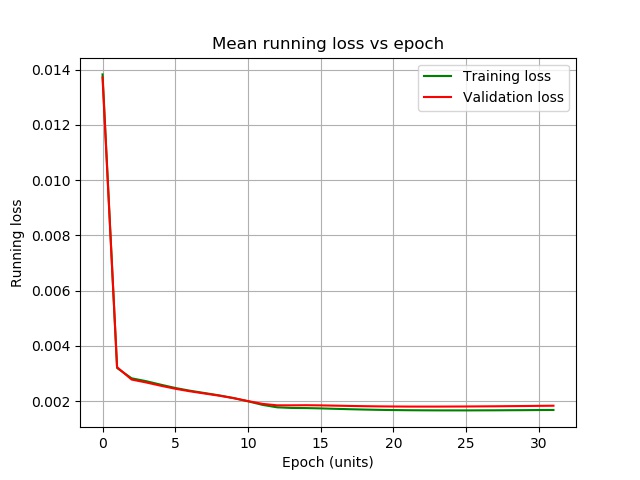 Mean running loss vs epoch
Training loss
Validation loss
0.014
0.012
0.010
0.008
0.006
0.004
0.002
Running loss
0 5 10 15 20 25 30
Epoch (units)